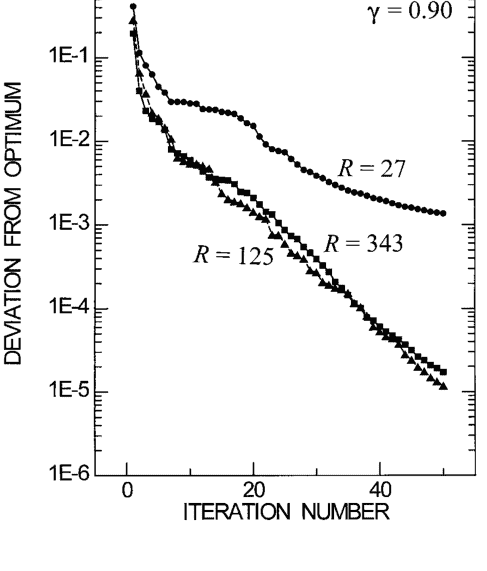 γ = 0.90
1E-1
1E-2
1E-3
1E-4
1E-5
1E-6
DEVIATION FROM OPTIMUM
R = 27
R = 343
R = 125
0 20 40
ITERATION NUMBER